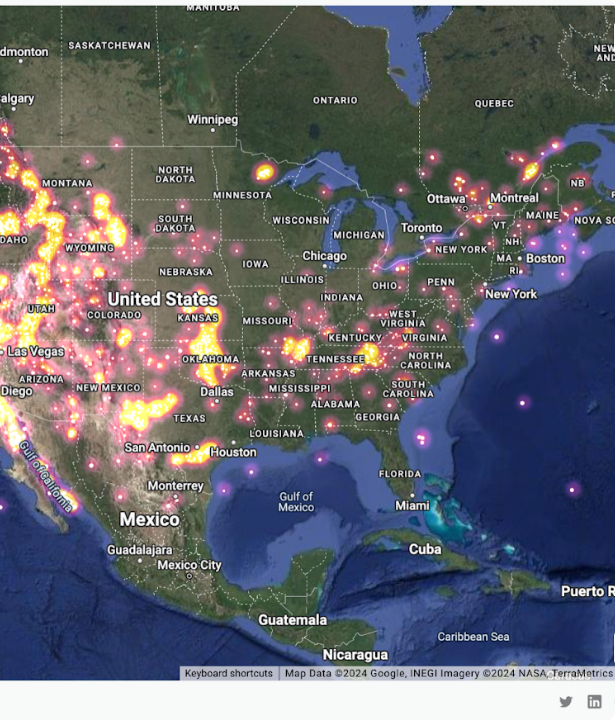 MANITOBA
SASKATCHEWAN
dmonton
algary
ONTARIO
QUEBEC
NEW
AND
Winnipeg
NORTH
DAKOTA
MONTANA
MINNESOTA
Ottawa
Montreal
NB
SOUTH
DAKOTA
WISCONSIN
MICHIGAN
Toronto
VT
MAINE
NOVA SC
DAHO
WYOMING
NEW YORK
NH
Chicago
IOWA
MA
Boston
NEBRASKA
ILLINOIS
OHIO
PENN
RI
United States
INDIANA
New York
UTAH
COLORADO
KANSAS
MISSOURI
WEST
VIRGINIA
KENTUCKY
VIRGINIA
Las Vegas
OKLAHOMA
TENNESSEE
NORTH
CAROLINA
ARIZONA
NEW MEXICO
ARKANSAS
Diego
Dallas
MISSISSIPPI
SOUTH
CAROLINA
ALABAMA
TEXAS
GEORGIA
LOUISIANA
San Antonio
Houston
Gulf of California
FLORIDA
Monterrey
Gulf of
Mexico
Miami
Mexico
Guadalajara
Cuba
Mexico City
Puerto R
Guatemala
Caribbean Sea
Nicaragua
Keyboard shortcuts
Map Data ©2024 Google, INEGI Imagery ©2024 NASA, TerraMetrics